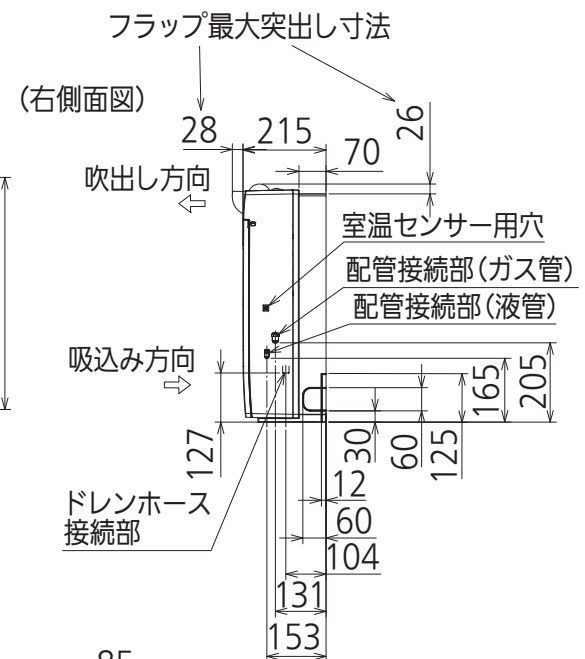 フラップ最大突出し寸法
(右側面図)
28
215
26
70
吹出し方向
室温センサー用穴
配管接続部(ガス管)
配管接続部(液管)
吸込み方向
127
30
60
125
165
205
12
ドレンホース
接続部
60
104
131
153